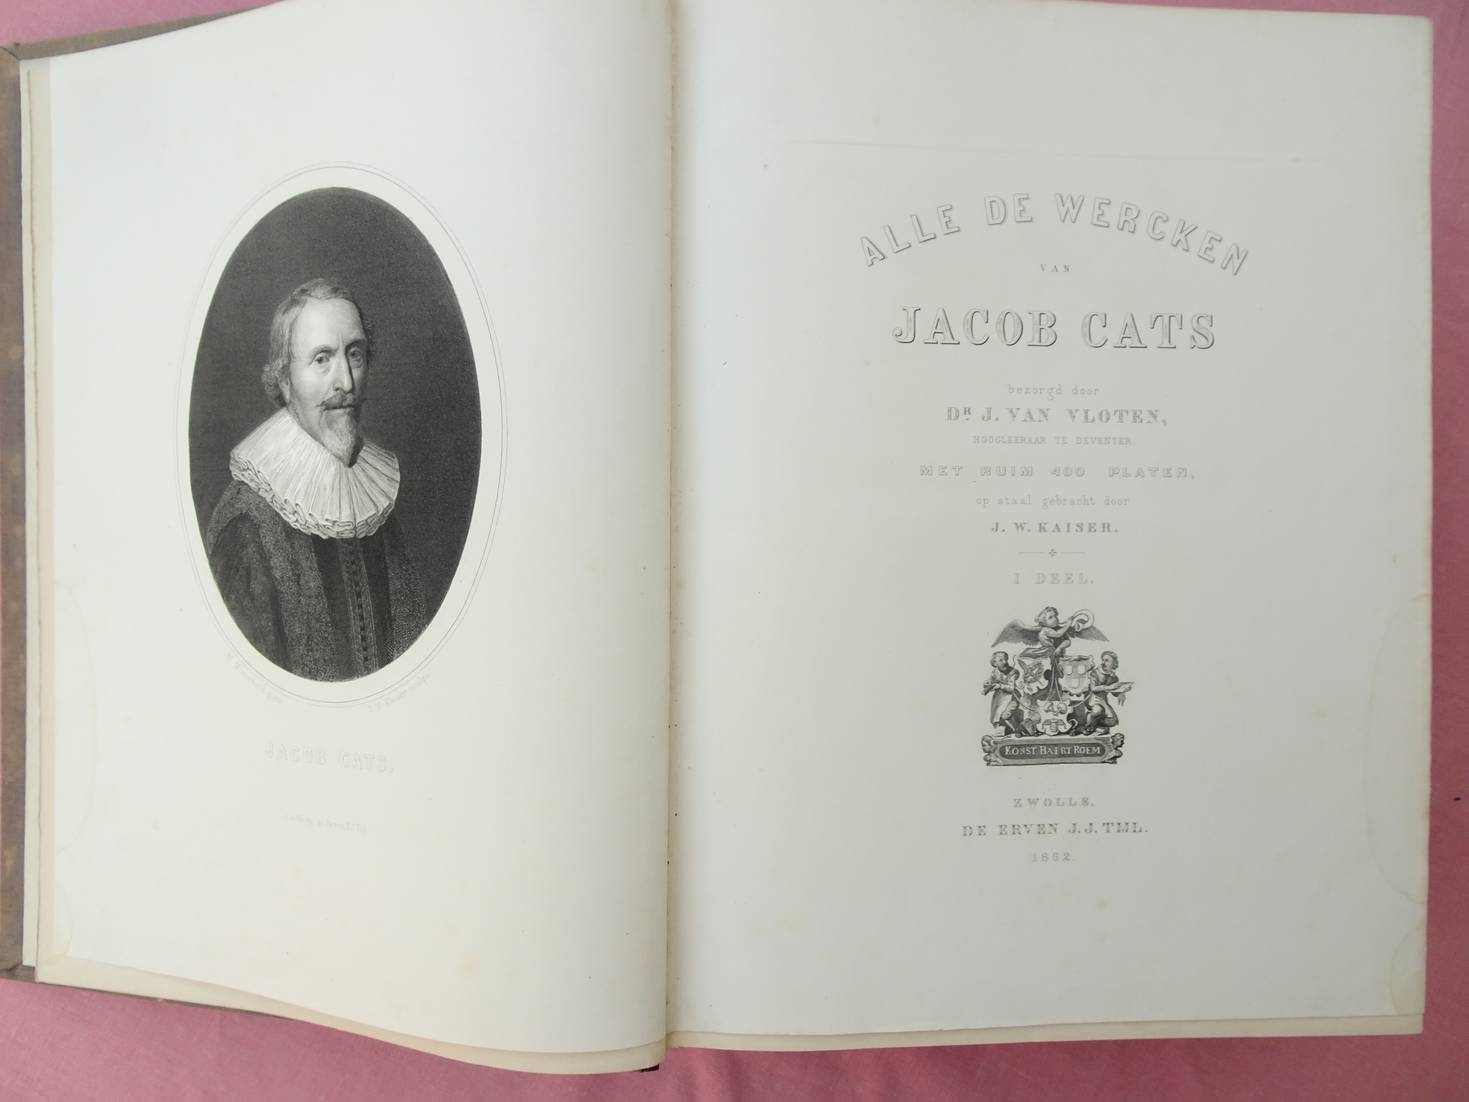 JACOB CATS.
ALLE DE WERCKEN
VAN
JACOB CATS
bezorgd door
DR. J. VAN VLOTEN,
HOOGLEERAAR TE DEVENTER
MET RUIM 400 PLATEN,
op staal gebracht door
J. W. KAISER.
I DEEL.
KONST BAERT ROEM
ZWOLLE,
DE ERVEN J. J. TIJL.
1862.